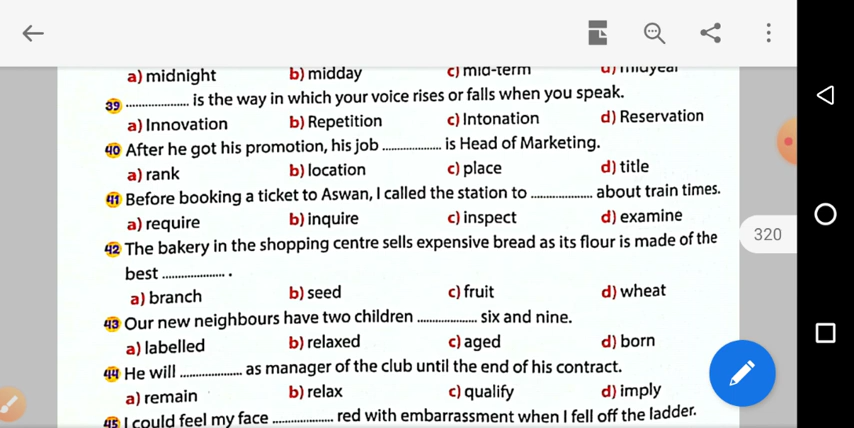 a) midnight b) midday c) mid-term d) midyear
39 .................. is the way in which your voice rises or falls when you speak.
a) Innovation b) Repetition c) Intonation d) Reservation
40 After he got his promotion, his job .................. is Head of Marketing.
a) rank b) location c) place d) title
41 Before booking a ticket to Aswan, I called the station to .................. about train times.
a) require b) inquire c) inspect d) examine
42 The bakery in the shopping centre sells expensive bread as its flour is made of the
best .................. .
a) branch b) seed c) fruit d) wheat
320
43 Our new neighbours have two children .................. six and nine.
a) labelled b) relaxed c) aged d) born
44 He will .................. as manager of the club until the end of his contract.
a) remain b) relax c) qualify d) imply
45 I could feel my face .................. red with embarrassment when I fell off the ladder.